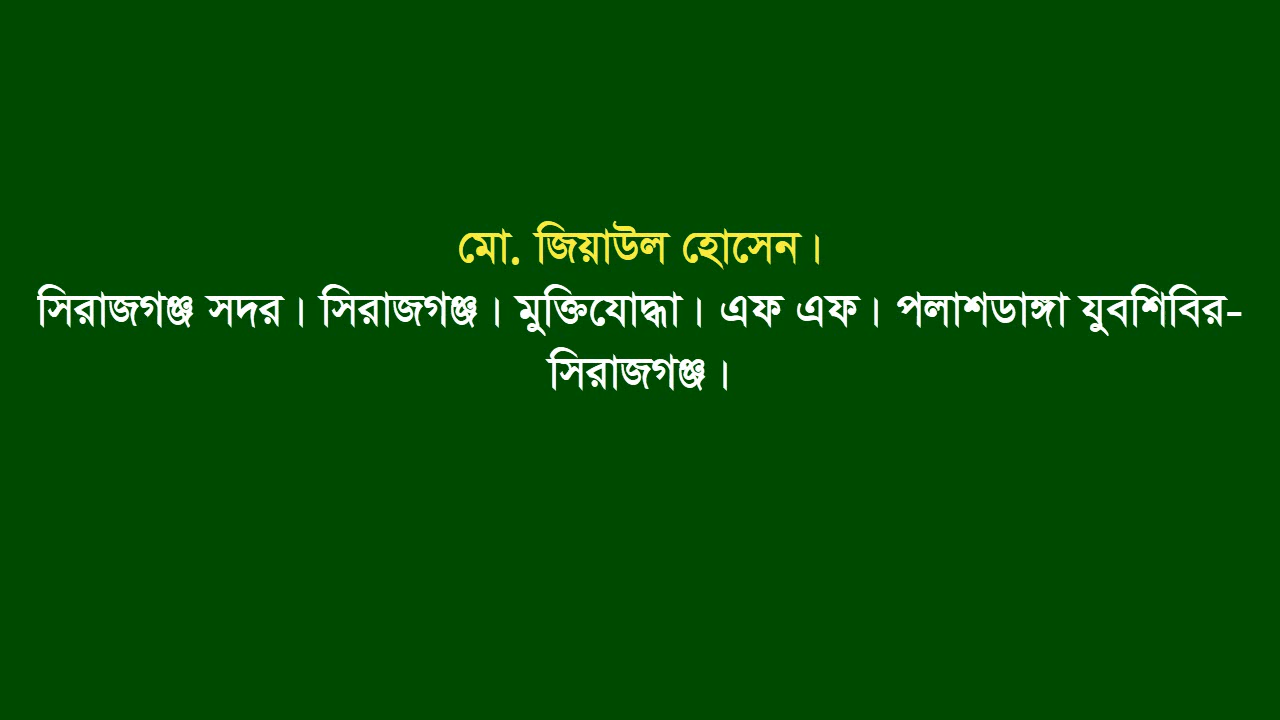 মো. জিয়াউল হোসেন।
সিরাজগঞ্জ সদর। সিরাজগঞ্জ। মুক্তিযোদ্ধা। এফ এফ। পলাশডাঙ্গা যুবশিবির-
সিরাজগঞ্জ।